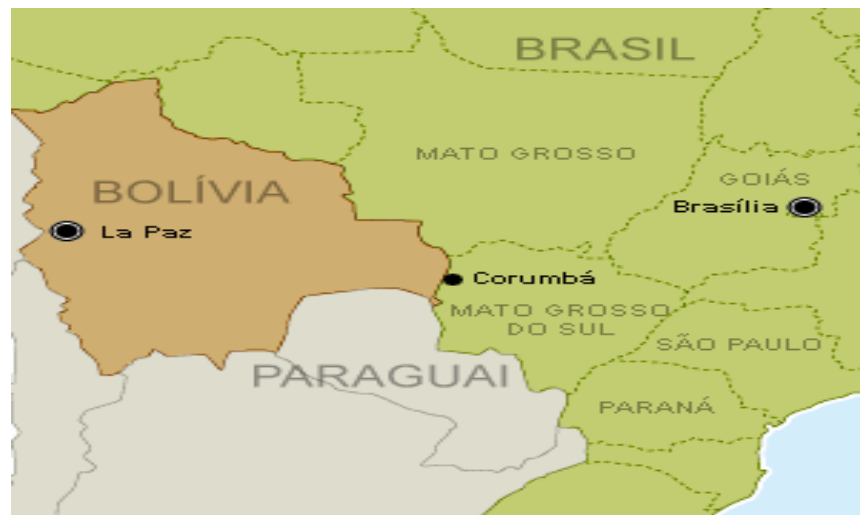 BRASIL
MATO GROSSO
GOIÁS
BOLÍVIA
Brasília
La Paz
Corumbá
MATO GROSSO
DO SUL
SÃO PAULO
PARAGUAI
PARANÁ